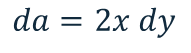 da = 2x dy